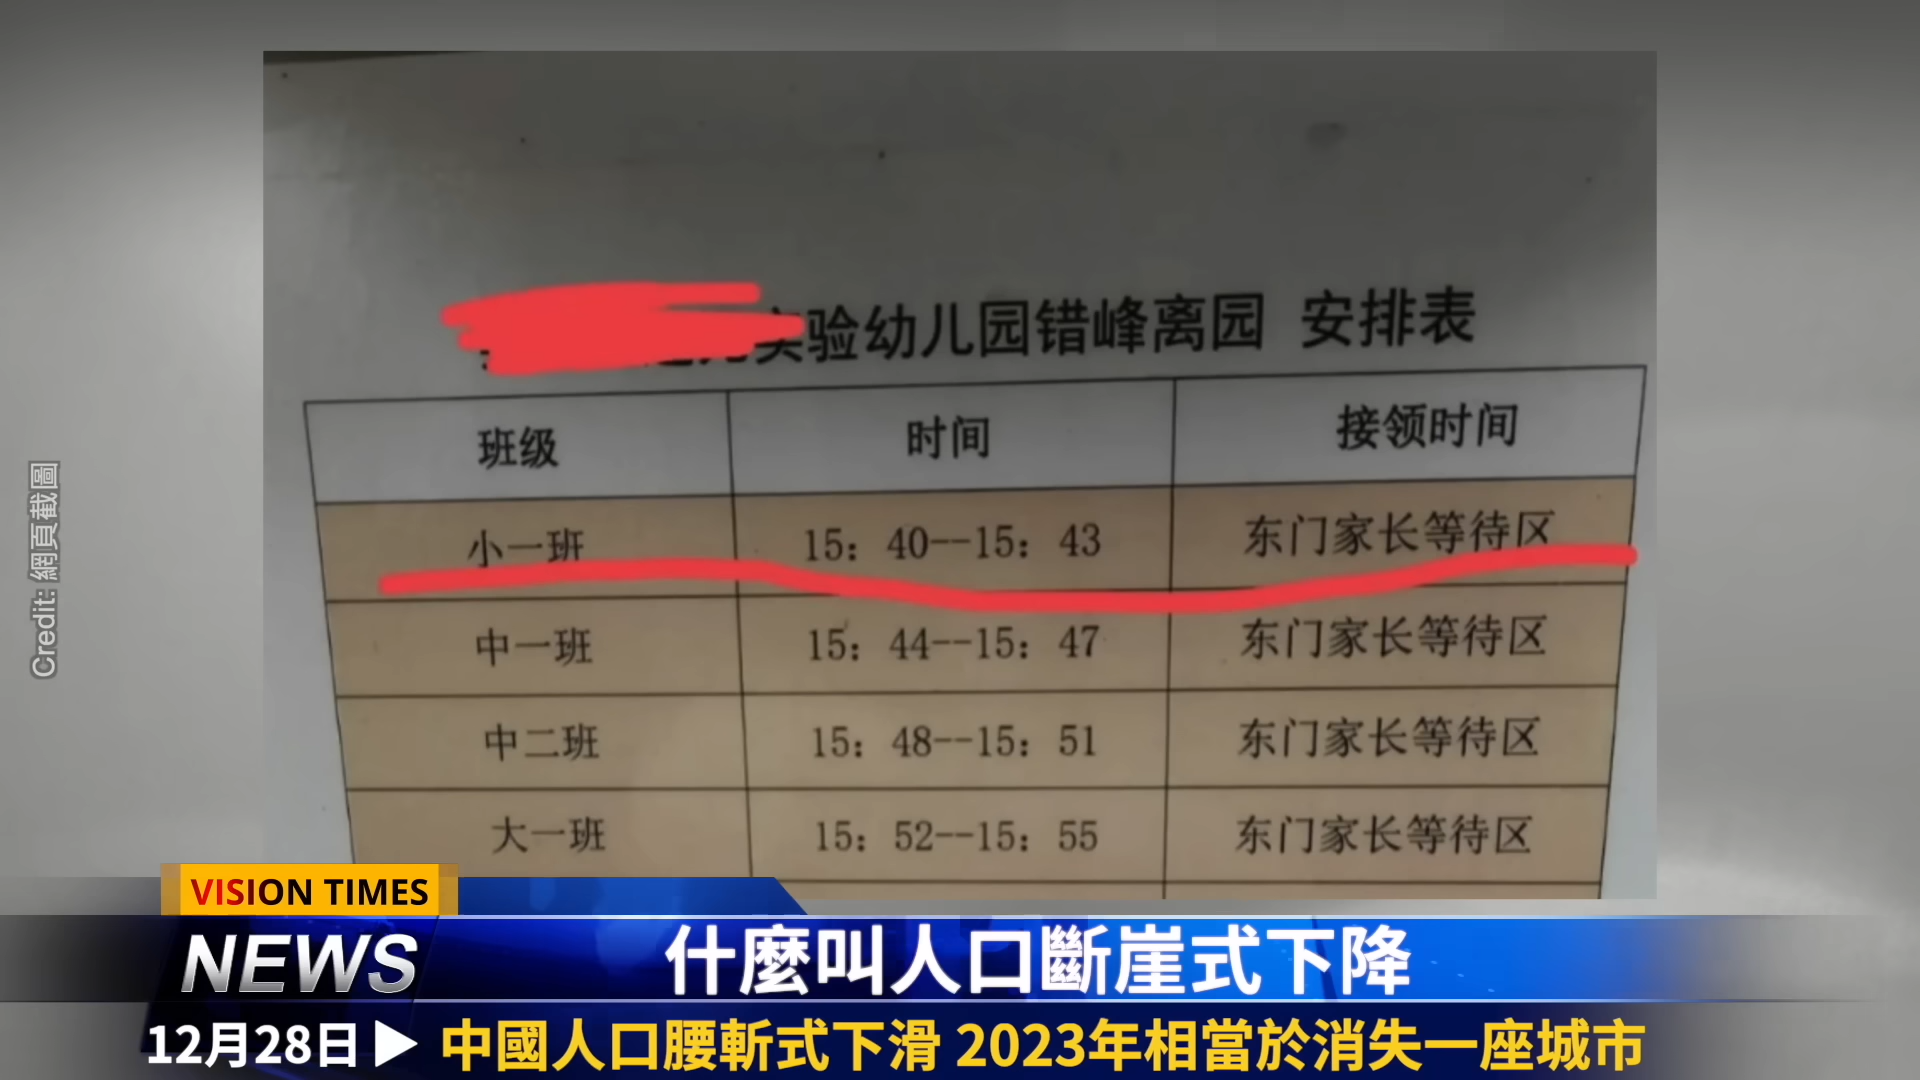 实验幼儿园错峰离园 安排表
班级 时间 接领时间
小一班 15：40--15：43 东门家长等待区
中一班 15：44--15：47 东门家长等待区
中二班 15：48--15：51 东门家长等待区
大一班 15：52--15：55 东门家长等待区
Credit: 網頁截圖
VISION TIMES
NEWS 什麼叫人口斷崖式下降
12月28日 ▶ 中國人口腰斬式下滑 2023年相當於消失一座城市